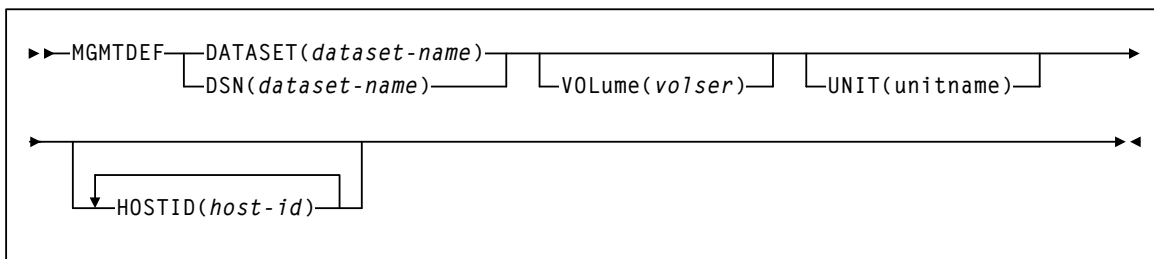 MGMTDEF DATASET(dataset-name)
DSN(dataset-name) VOLume(volser) UNIT(unitname)
HOSTID(host-id)